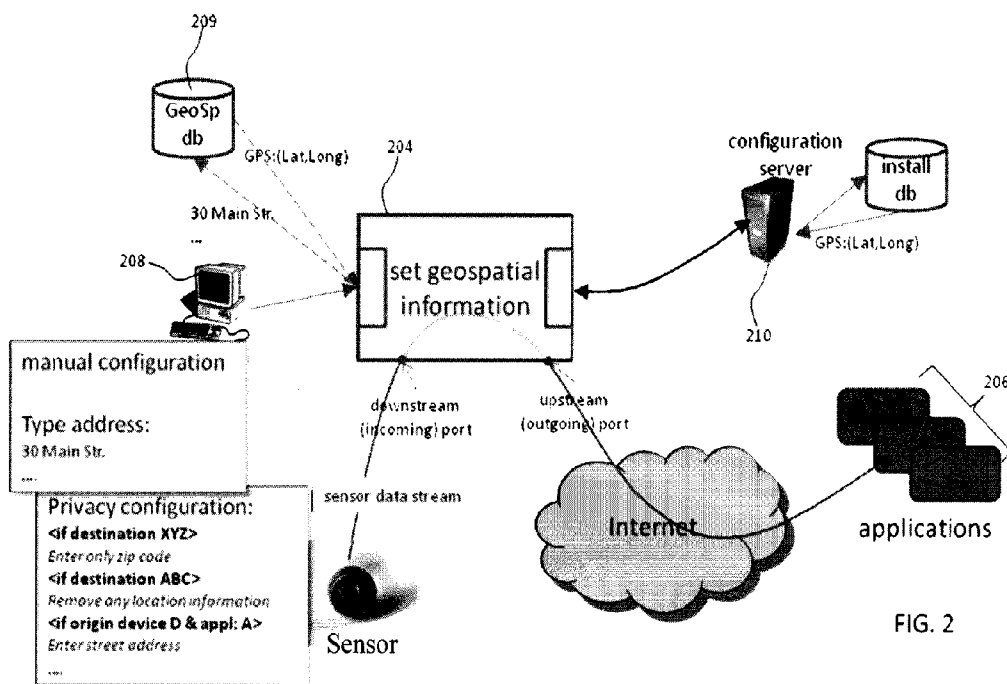 209
GeoSp
db
GPS:(Lat,Long)
204
30 Main Str.
...
208
set geospatial
information
configuration
server
install
db
GPS:(Lat,Long)
210
manual configuration
Type address:
30 Main Str.
....
downstream
(incoming) port
upstream
(outgoing) port
206
sensor data stream
Privacy configuration:
<if destination XYZ>
Enter only zip code
<if destination ABC>
Remove any location information
<if origin device D & appl: A>
Enter street address
....
Sensor
Internet
applications
FIG. 2